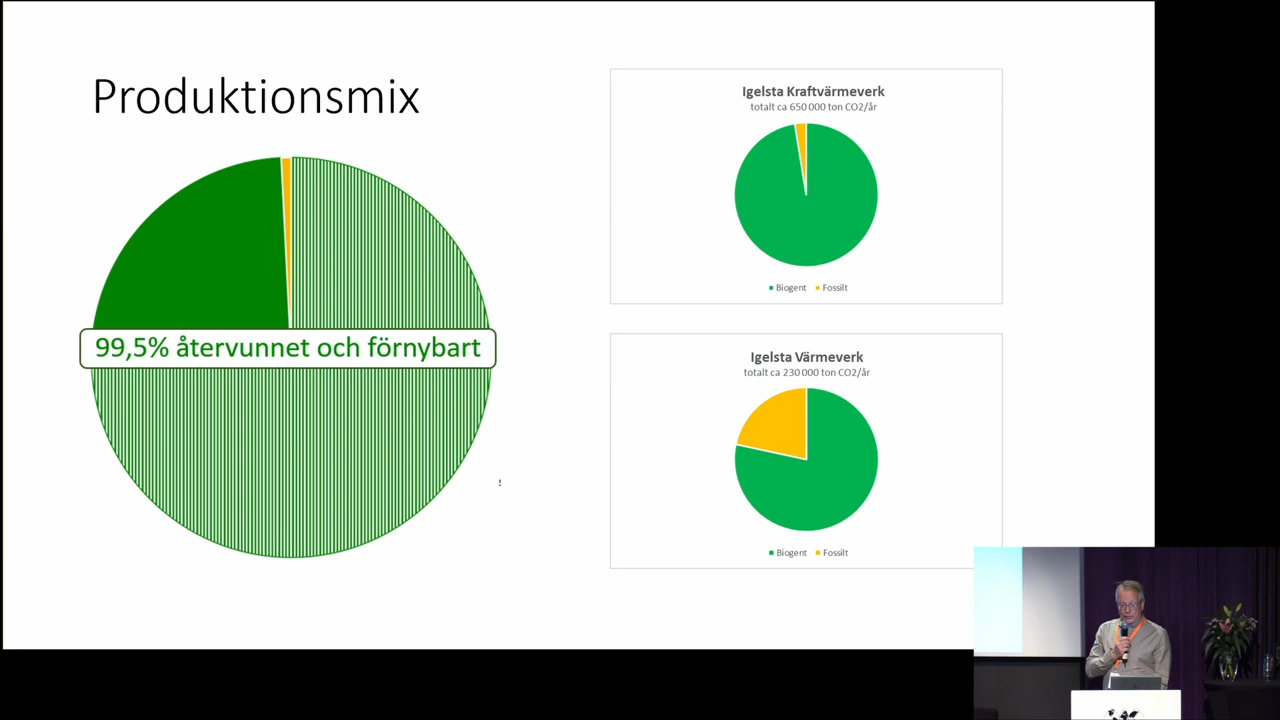 Produktionsmix
99,5% återvunnet och förnybart
Igelsta Kraftvärmeverk
totalt ca 650 000 ton CO2/år
Biogent Fossilt
Igelsta Värmeverk
totalt ca 230 000 ton CO2/år
Biogent Fossilt